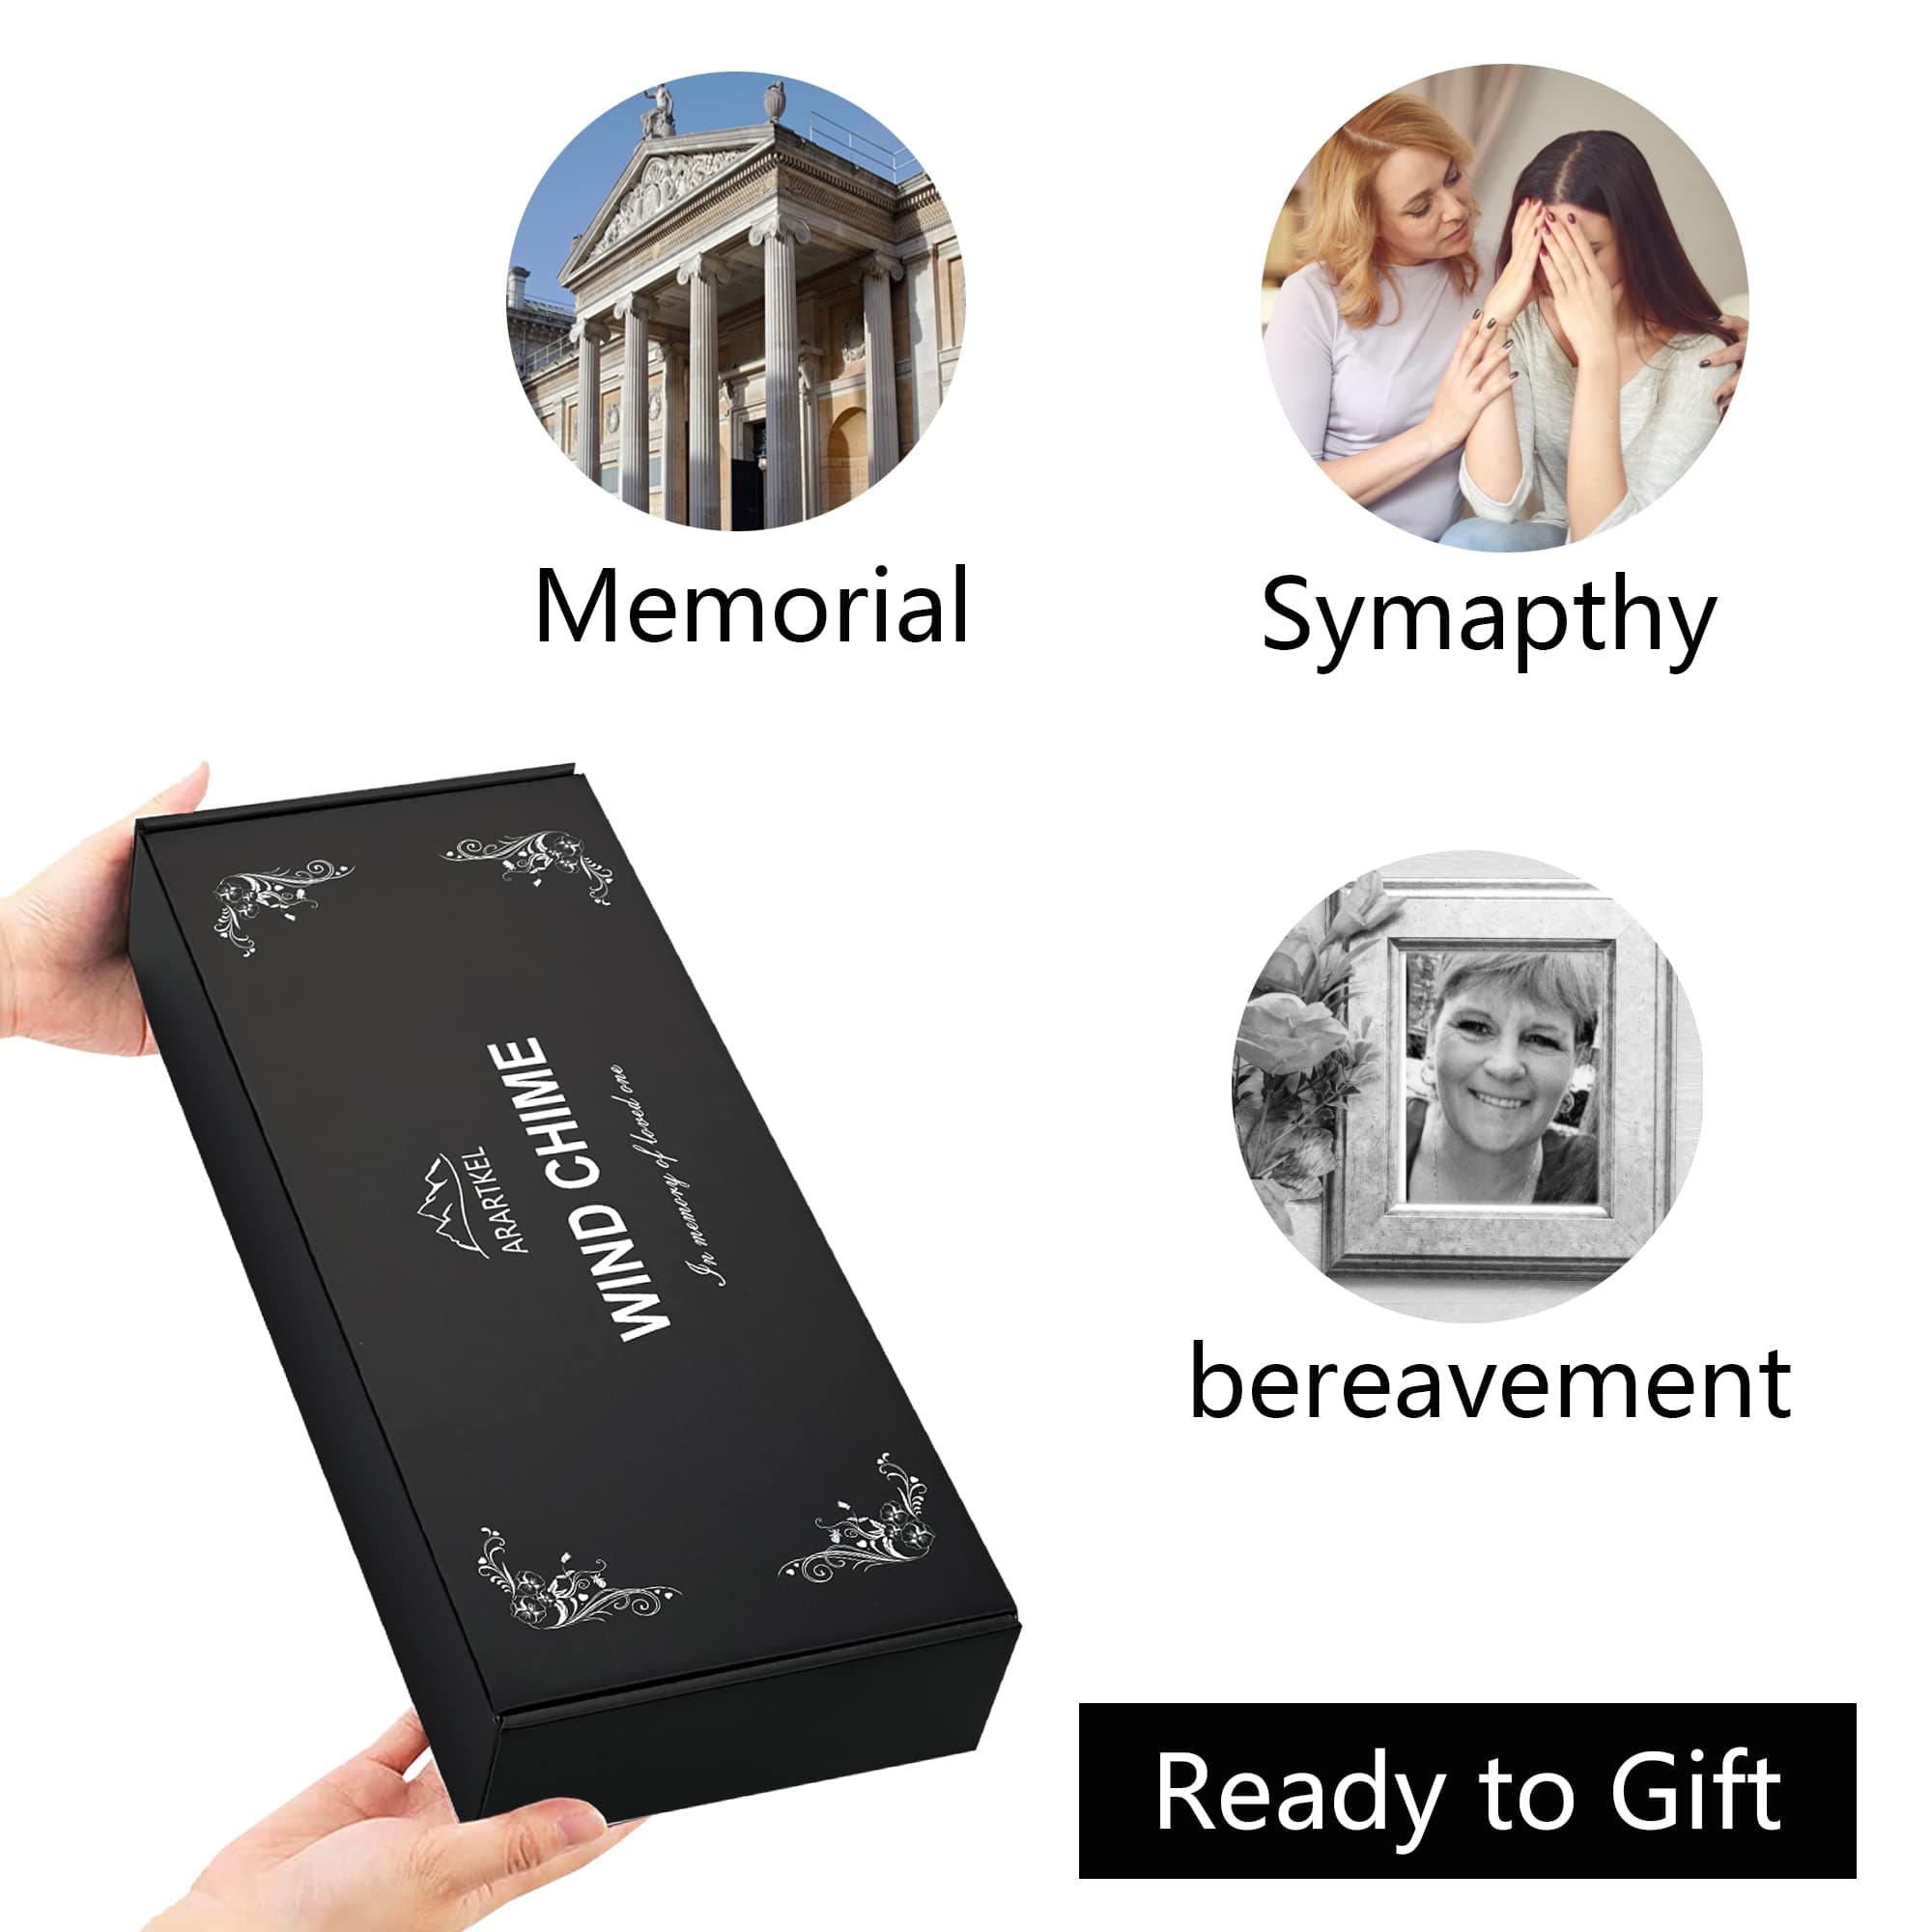 Memorial
Symapthy
ARARTKEL
WIND CHIME
In memory of loved one
bereavement
Ready to Gift